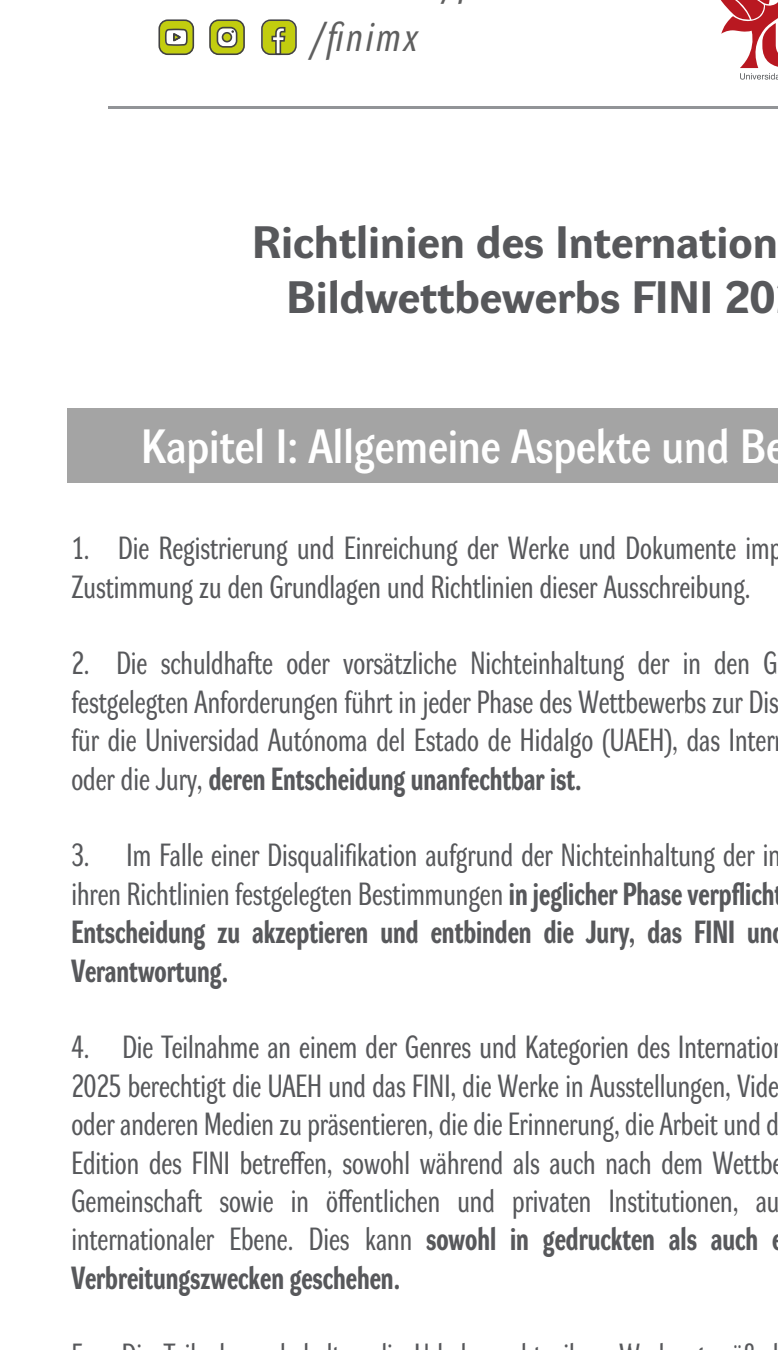 /finimx
Universida
Richtlinien des Internation
Bildwettbewerbs FINI 20
Kapitel I: Allgemeine Aspekte und Be
1. Die Registrierung und Einreichung der Werke und Dokumente imp
Zustimmung zu den Grundlagen und Richtlinien dieser Ausschreibung.
2. Die schuldhafte oder vorsätzliche Nichteinhaltung der in den G
festgelegten Anforderungen führt in jeder Phase des Wettbewerbs zur Dis
für die Universidad Autónoma del Estado de Hidalgo (UAEH), das Intern
oder die Jury, deren Entscheidung unanfechtbar ist.
3. Im Falle einer Disqualifikation aufgrund der Nichteinhaltung der in
ihren Richtlinien festgelegten Bestimmungen in jeglicher Phase verpflicht
Entscheidung zu akzeptieren und entbinden die Jury, das FINI und
Verantwortung.
4. Die Teilnahme an einem der Genres und Kategorien des Internation
2025 berechtigt die UAEH und das FINI, die Werke in Ausstellungen, Vide
oder anderen Medien zu präsentieren, die die Erinnerung, die Arbeit und d
Edition des FINI betreffen, sowohl während als auch nach dem Wettbe
Gemeinschaft sowie in öffentlichen und privaten Institutionen, au
internationaler Ebene. Dies kann sowohl in gedruckten als auch e
Verbreitungszwecken geschehen.